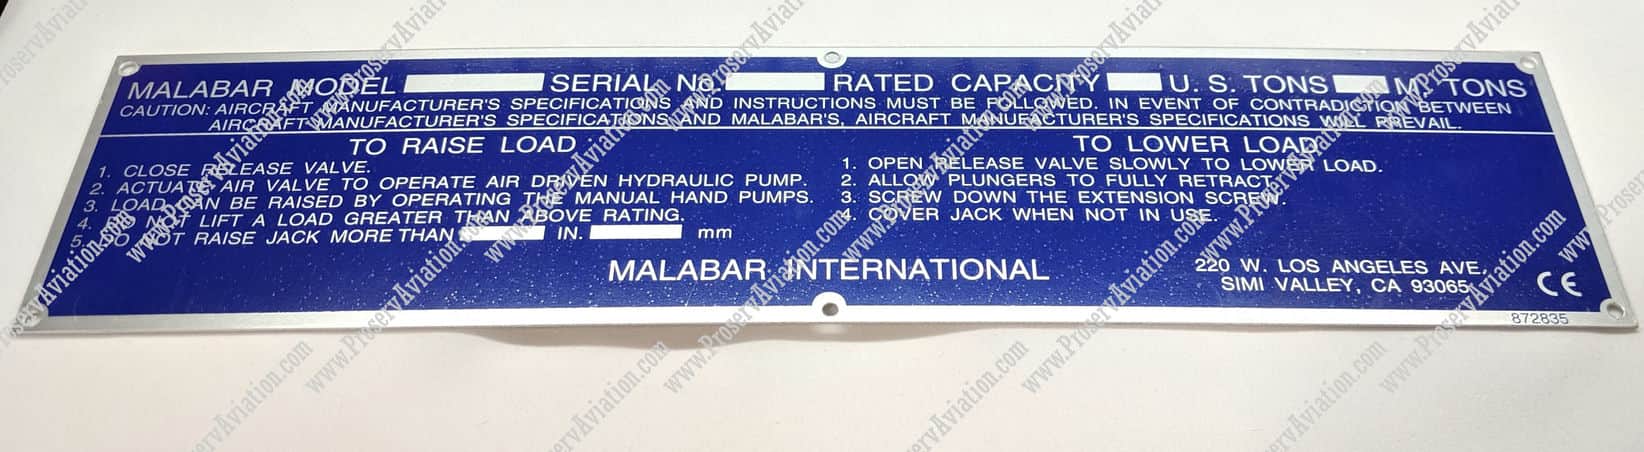 MALABAR MODEL SERIAL No. RATED CAPACITY U. S. TONS M. TONS
CAUTION: AIRCRAFT MANUFACTURER'S SPECIFICATIONS AND INSTRUCTIONS MUST BE FOLLOWED. IN EVENT OF CONTRADICTION BETWEEN
AIRCRAFT MANUFACTURER'S SPECIFICATIONS AND MALABAR'S, AIRCRAFT MANUFACTURER'S SPECIFICATIONS WILL PREVAIL.
TO RAISE LOAD
1. CLOSE RELEASE VALVE.
2. ACTUATE AIR VALVE TO OPERATE AIR DRIVEN HYDRAULIC PUMP.
3. LOAD CAN BE RAISED BY OPERATING THE MANUAL HAND PUMPS.
4. DO NOT LIFT A LOAD GREATER THAN ABOVE RATING.
5. DO NOT RAISE JACK MORE THAN IN. mm
TO LOWER LOAD
1. OPEN RELEASE VALVE SLOWLY TO LOWER LOAD.
2. ALLOW PLUNGERS TO FULLY RETRACT.
3. SCREW DOWN THE EXTENSION SCREW.
4. COVER JACK WHEN NOT IN USE.
MALABAR INTERNATIONAL
220 W. LOS ANGELES AVE.
SIMI VALLEY, CA 93065
CE
872835
www.ProservAviation.com